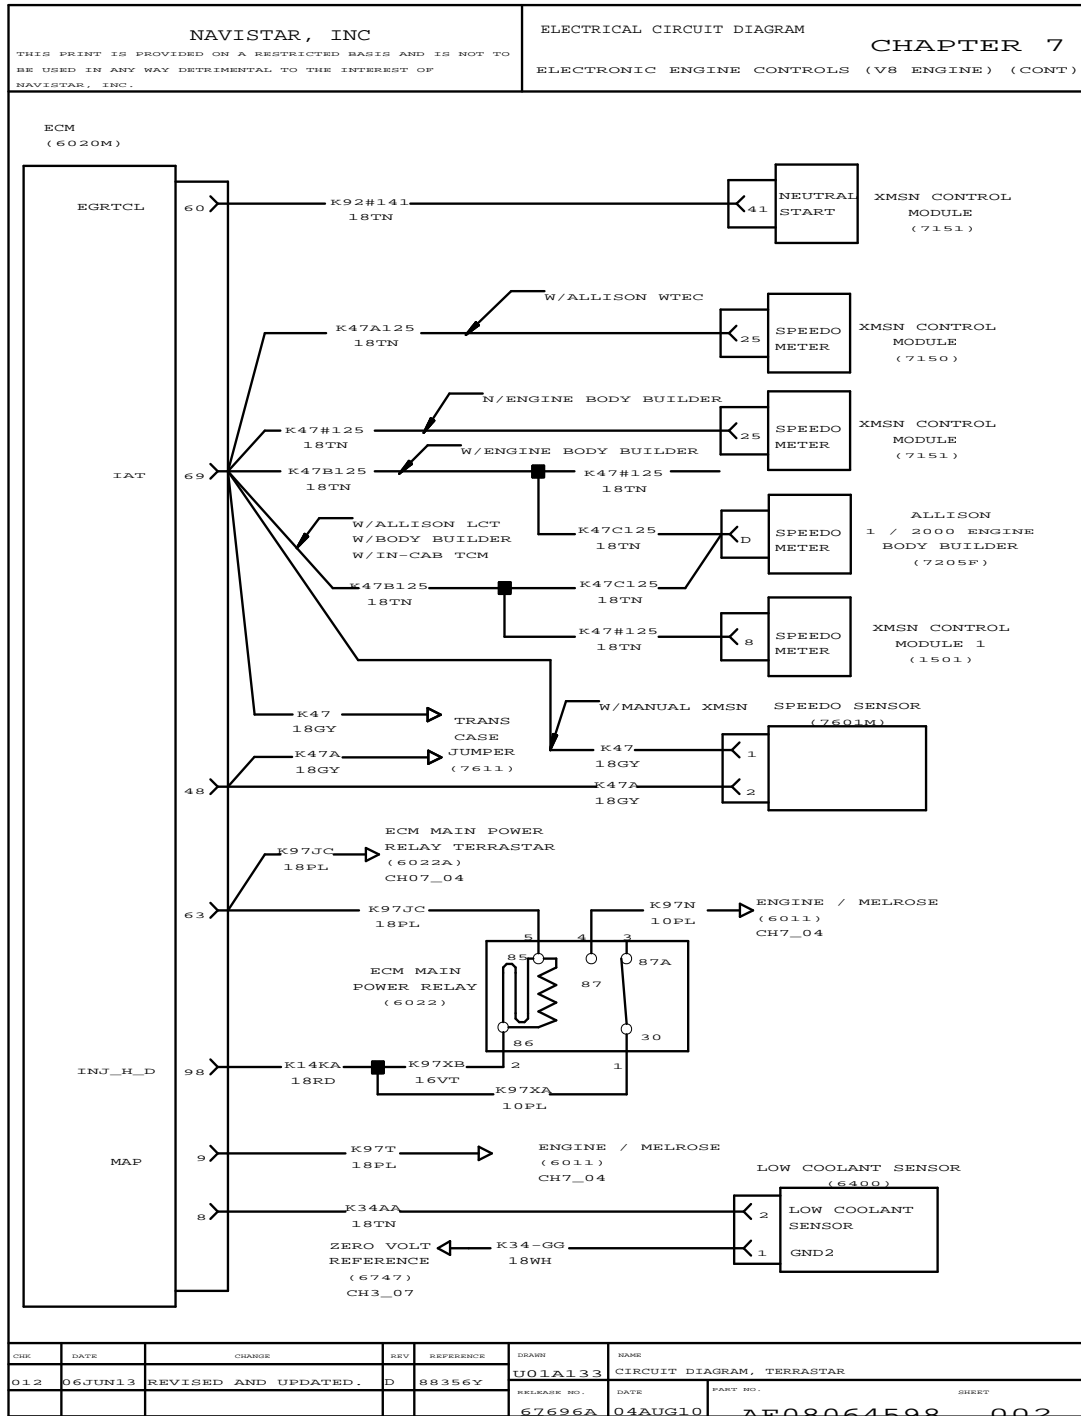 NAVISTAR, INC
THIS PRINT IS PROVIDED ON A RESTRICTED BASIS AND IS NOT TO
BE USED IN ANY WAY DETRIMENTAL TO THE INTEREST OF
NAVISTAR, INC.
ELECTRICAL CIRCUIT DIAGRAM
CHAPTER 7
ELECTRONIC ENGINE CONTROLS (V8 ENGINE) (CONT)
ECM
(6020M)
EGRTCL
60
K92#141
18TN
41
NEUTRAL
START
XMSN CONTROL
MODULE
(7151)
W/ALLISON WTEC
K47A125
18TN
25
SPEEDO
METER
XMSN CONTROL
MODULE
(7150)
N/ENGINE BODY BUILDER
K47#125
18TN
25
SPEEDO
METER
XMSN CONTROL
MODULE
(7151)
W/ENGINE BODY BUILDER
IAT
69
K47B125
18TN
K47#125
18TN
W/ALLISON LCT
W/BODY BUILDER
W/IN-CAB TCM
K47C125
18TN
D
SPEEDO
METER
ALLISON
1 / 2000 ENGINE
BODY BUILDER
(7205F)
K47B125
18TN
K47C125
18TN
K47#125
18TN
8
SPEEDO
METER
XMSN CONTROL
MODULE 1
(1501)
W/MANUAL XMSN
SPEEDO SENSOR
(7601M)
K47
18GY
TRANS
CASE
JUMPER
(7611)
K47A
18GY
K47
18GY
1
48
K47A
18GY
2
ECM MAIN POWER
RELAY TERRASTAR
(6022A)
CH07_04
K97JC
18PL
63
K97JC
18PL
K97N
10PL
ENGINE / MELROSE
(6011)
CH7_04
5
4
3
85
87
87A
ECM MAIN
POWER RELAY
(6022)
86
30
2
1
INJ_H_D
98
K14KA
18RD
K97XB
16VT
K97XA
10PL
MAP
9
K97T
18PL
ENGINE / MELROSE
(6011)
CH7_04
LOW COOLANT SENSOR
(6400)
8
K34AA
18TN
2
LOW COOLANT
SENSOR
ZERO VOLT
REFERENCE
(6747)
CH3_07
K34-GG
18WH
1
GND2
CHK DATE CHANGE REV REFERENCE
012 06JUN13 REVISED AND UPDATED. D 88356Y
DRAWN
U01A133
NAME
CIRCUIT DIAGRAM, TERRASTAR
RELEASE NO.
67696A
DATE
04AUG10
PART NO.
AF08064598
SHEET
002